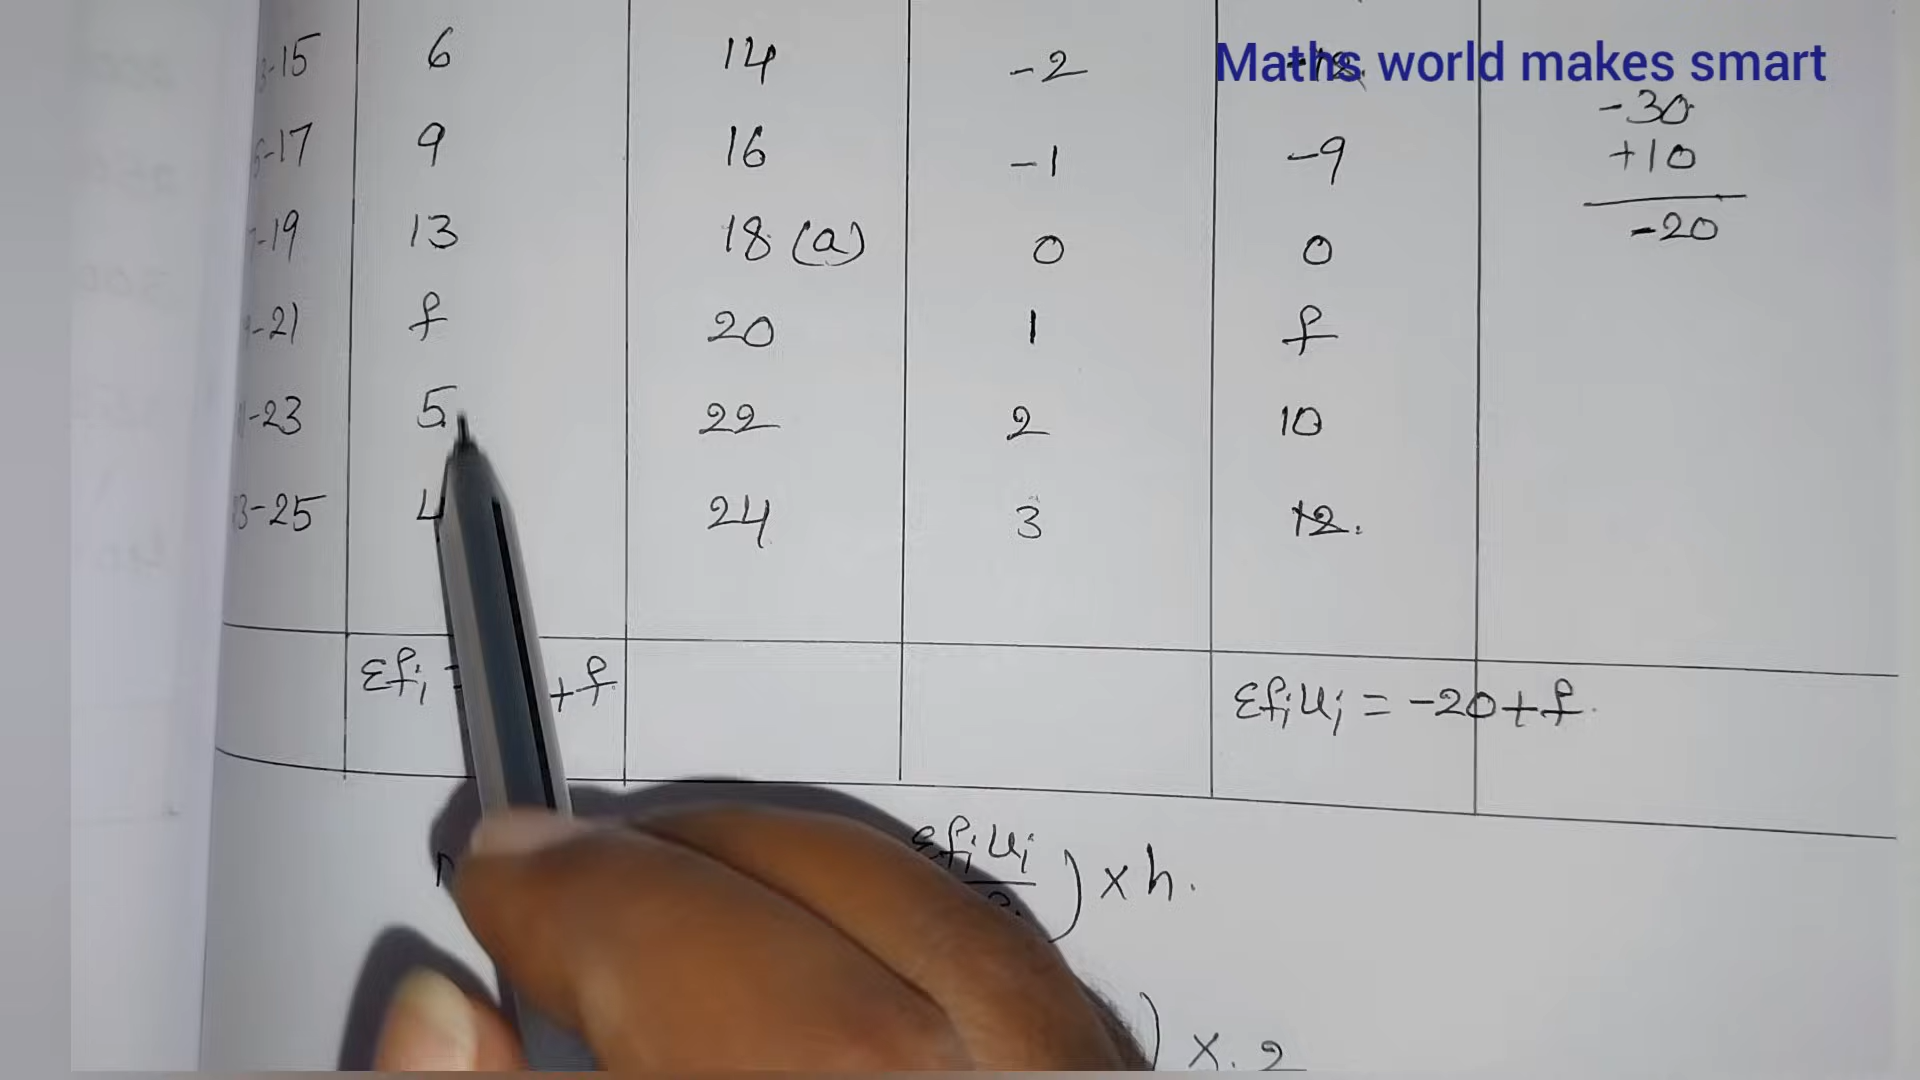 Maths world makes smart
-15 6 14 -2 -12.
-30
-17 9 16 -1 -9 +10
-19 13 18 (a) 0 0 -20
-21 f 20 1 f
-23 5 22 2 10
-25 4 24 3 12.
Σfi = +f Σfiui = -20+f.
Σfiui ) × h.
) ×. 2